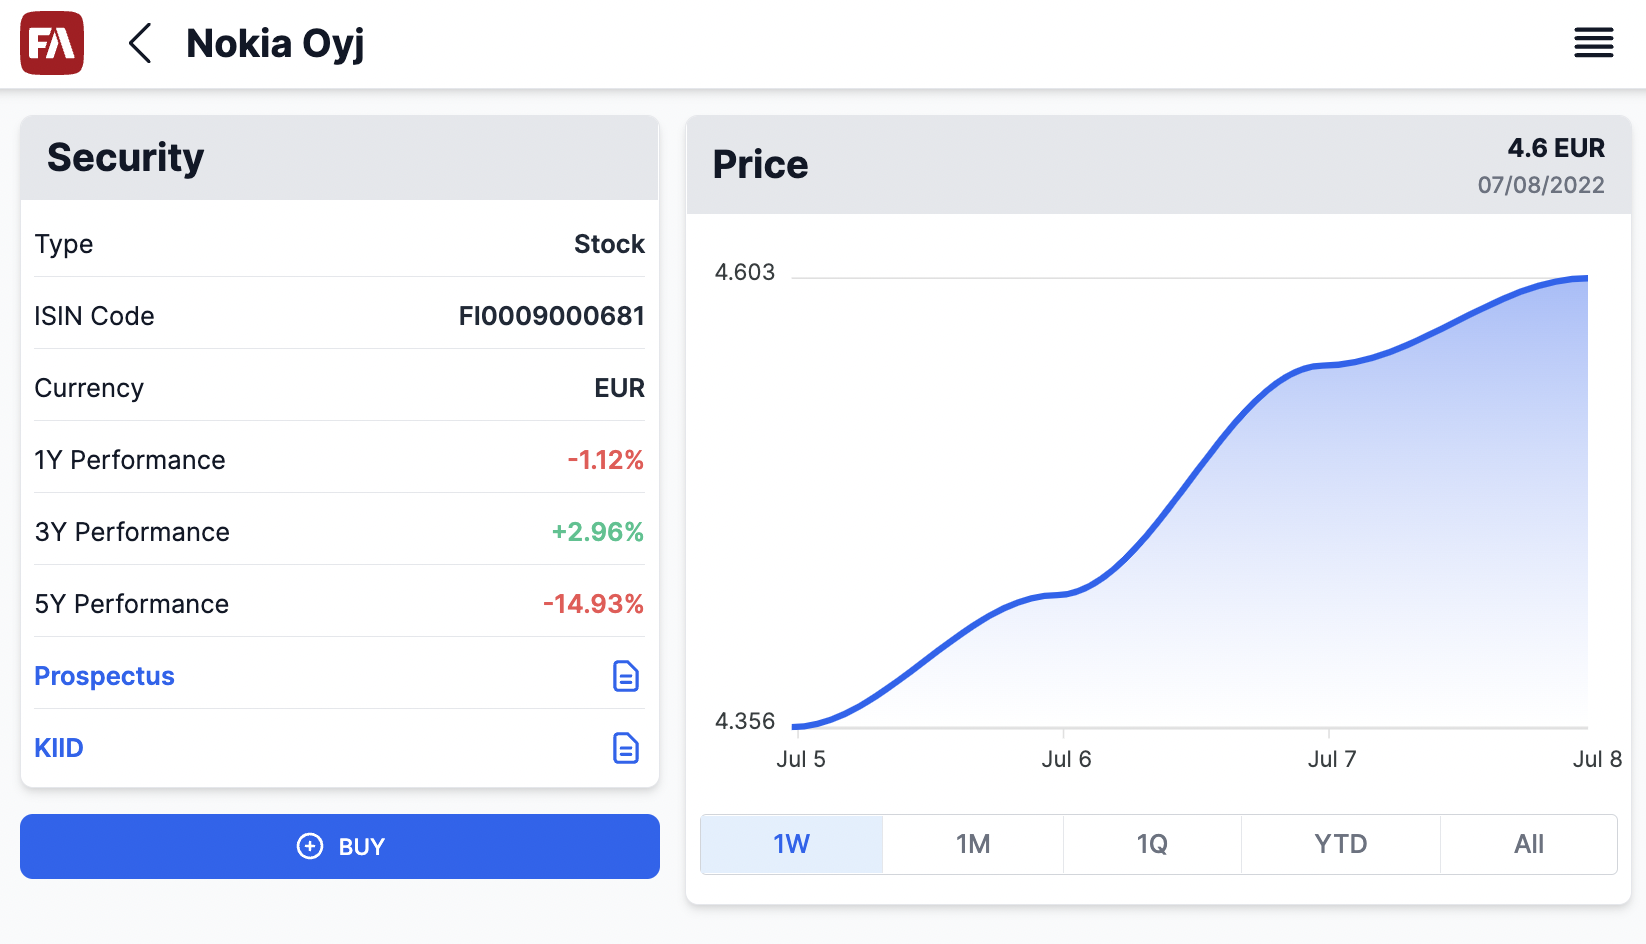 FA
Nokia Oyj
Security
Type Stock
ISIN Code FI0009000681
Currency EUR
1Y Performance -1.12%
3Y Performance +2.96%
5Y Performance -14.93%
Prospectus
KIID
BUY
Price
4.6 EUR
07/08/2022
4.603
4.356
Jul 5 Jul 6 Jul 7 Jul 8
1W 1M 1Q YTD All